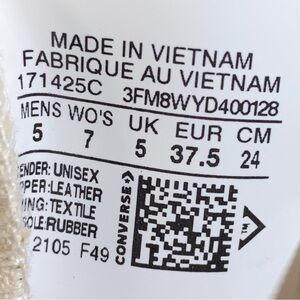 MADE IN VIETNAM
FABRIQUE AU VIETNAM
171425C 3FM8WYD400128
MENS WO'S UK EUR CM
5 7 5 37.5 24
ENDER: UNISEX
PPER: LEATHER
NING: TEXTILE
SOLE: RUBBER
2105 F49
CONVERSE